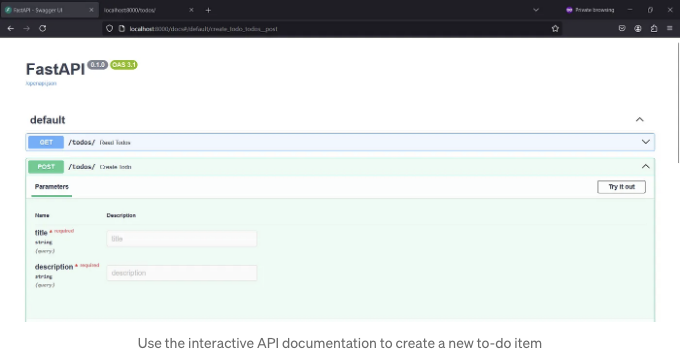 FastAPI - Swagger UI
localhost:8000/todos/
Private browsing
localhost:8000/docs#/default/create_todo_todos__post
FastAPI 0.1.0 OAS 3.1
/openapi.json
default
GET /todos/ Read Todos
POST /todos/ Create Todo
Parameters
Try it out
Name Description
title * required
string
(query)
title
description * required
string
(query)
description
Use the interactive API documentation to create a new to-do item